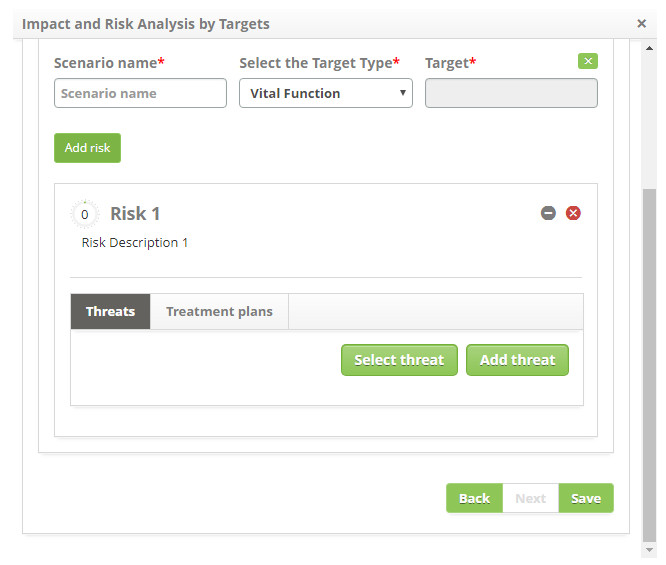 Impact and Risk Analysis by Targets
Scenario name* Select the Target Type* Target*
Scenario name Vital Function
Add risk
0 Risk 1
Risk Description 1
Threats Treatment plans
Select threat Add threat
Back Next Save